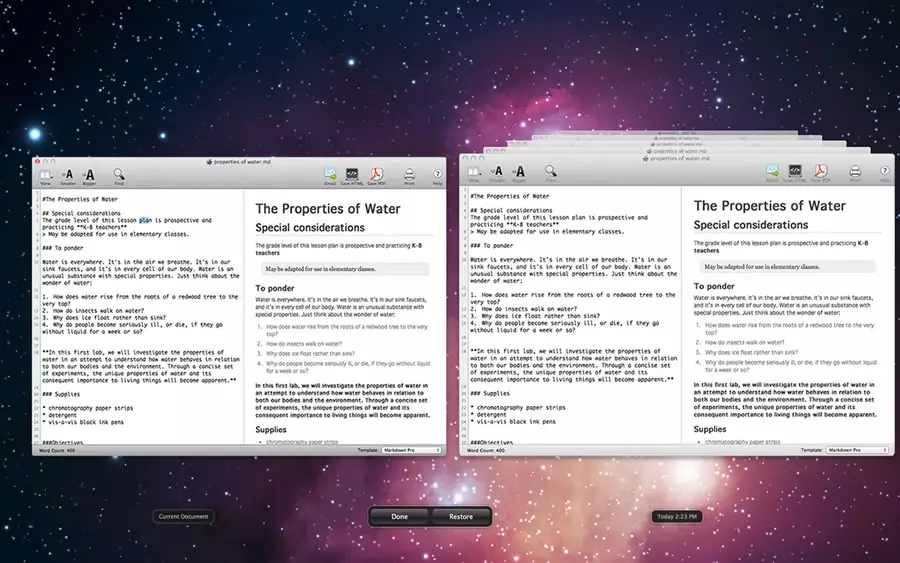 properties of water.md
View Smaller Bigger Find Email Save HTML Save PDF Print Help
#The Properties of Water
## Special considerations
The grade level of this lesson plan is prospective and
practicing **K-8 teachers**
> May be adapted for use in elementary classes.
### To ponder
Water is everywhere. It's in the air we breathe. It's in our
sink faucets, and it's in every cell of our body. Water is an
unusual substance with special properties. Just think about the
wonder of water:
1. How does water rise from the roots of a redwood tree to the
very top?
2. How do insects walk on water?
3. Why does ice float rather than sink?
4. Why do people become seriously ill, or die, if they go
without liquid for a week or so?
**In this first lab, we will investigate the properties of
water in an attempt to understand how water behaves in relation
to both our bodies and the environment. Through a concise set
of experiments, the unique properties of water and its
consequent importance to living things will become apparent.**
### Supplies
* chromatography paper strips
* detergent
* vis-a-vis black ink pens
###Objectives
The Properties of Water
Special considerations
The grade level of this lesson plan is prospective and practicing K-8
teachers
May be adapted for use in elementary classes.
To ponder
Water is everywhere. It's in the air we breathe. It's in our sink faucets,
and it's in every cell of our body. Water is an unusual substance with
special properties. Just think about the wonder of water:
1. How does water rise from the roots of a redwood tree to the very
top?
2. How do insects walk on water?
3. Why does ice float rather than sink?
4. Why do people become seriously ill, or die, if they go without liquid
for a week or so?
In this first lab, we will investigate the properties of water in
an attempt to understand how water behaves in relation to
both our bodies and the environment. Through a concise set
of experiments, the unique properties of water and its
consequent importance to living things will become apparent.
Supplies
chromatography paper strips
Word Count: 400 Template: Markdown Pro
properties of water.md
properties of water.md
properties of water.md
View Smaller Bigger Find Email Save HTML Save PDF Print Help
#The Properties of Water
## Special considerations
The grade level of this lesson plan is prospective and
practicing **K-8 teachers**
> May be adapted for use in elementary classes.
### To ponder
Water is everywhere. It's in the air we breathe. It's in our
sink faucets, and it's in every cell of our body. Water is an
unusual substance with special properties. Just think about the
wonder of water:
1. How does water rise from the roots of a redwood tree to the
very top?
2. How do insects walk on water?
3. Why does ice float rather than sink?
4. Why do people become seriously ill, or die, if they go
without liquid for a week or so?
**In this first lab, we will investigate the properties of
water in an attempt to understand how water behaves in relation
to both our bodies and the environment. Through a concise set
of experiments, the unique properties of water and its
consequent importance to living things will become apparent.**
### Supplies
* chromatography paper strips
* detergent
* vis-a-vis black ink pens
###Objectives
The Properties of Water
Special considerations
The grade level of this lesson plan is prospective and practicing K-8
teachers
May be adapted for use in elementary classes.
To ponder
Water is everywhere. It's in the air we breathe. It's in our sink faucets,
and it's in every cell of our body. Water is an unusual substance with
special properties. Just think about the wonder of water:
1. How does water rise from the roots of a redwood tree to the very
top?
2. How do insects walk on water?
3. Why does ice float rather than sink?
4. Why do people become seriously ill, or die, if they go without liquid
for a week or so?
In this first lab, we will investigate the properties of water in
an attempt to understand how water behaves in relation to
both our bodies and the environment. Through a concise set
of experiments, the unique properties of water and its
consequent importance to living things will become apparent.
Supplies
chromatography paper strips
Word Count: 400 Template: Markdown Pro
Current Document
Done Restore
Today 2:23 PM